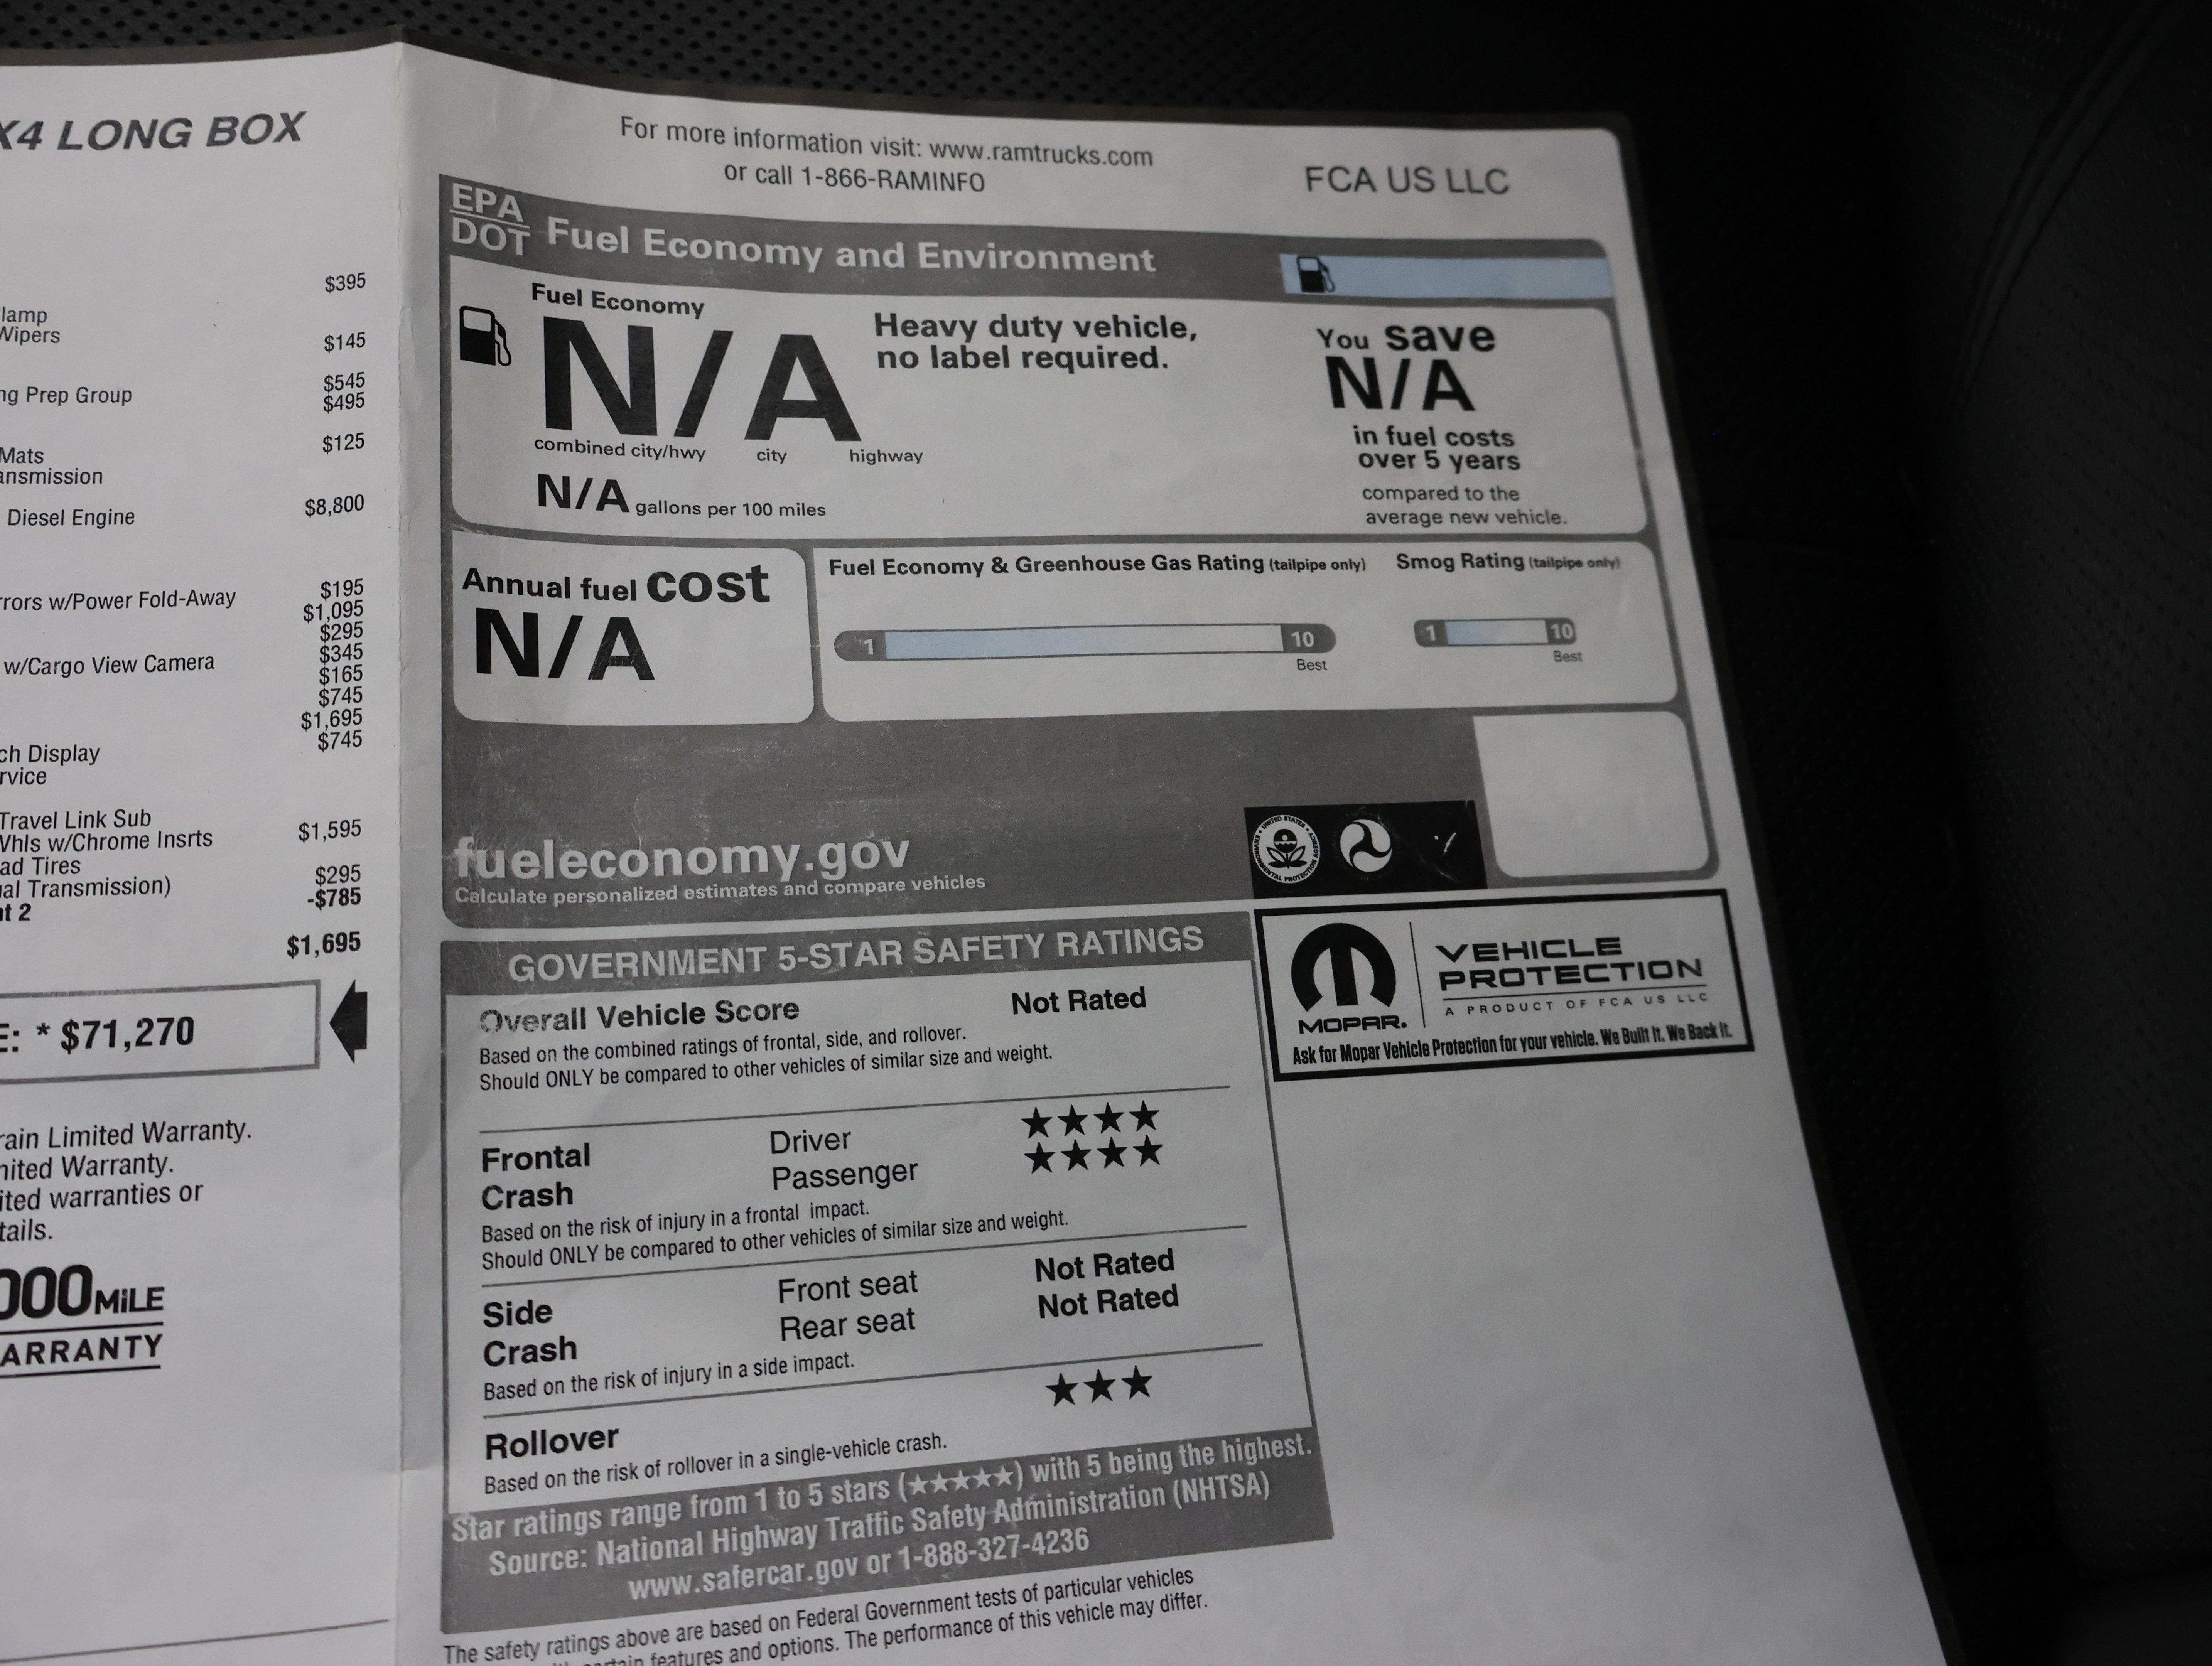 X4 LONG BOX
$395
lamp
Wipers
$145
$545
ng Prep Group
$495
$125
Mats
ansmission
$8,800
Diesel Engine
$195
rrors w/Power Fold-Away
$1,095
$295
$345
w/Cargo View Camera
$165
$745
$1,695
$745
ch Display
rvice
Travel Link Sub
$1,595
Whls w/Chrome Insrts
ad Tires
$295
al Transmission)
-$785
t 2
$1,695
E: * $71,270
rain Limited Warranty.
mited Warranty.
ited warranties or
tails.
000 MiLE
ARRANTY
For more information visit: www.ramtrucks.com
or call 1-866-RAMINFO
FCA US LLC
EPA
DOT
Fuel Economy and Environment
Fuel Economy
N/A
Heavy duty vehicle,
no label required.
combined city/hwy city highway
N/A gallons per 100 miles
You save
N/A
in fuel costs
over 5 years
compared to the
average new vehicle.
Annual fuel cost
N/A
Fuel Economy & Greenhouse Gas Rating (tailpipe only)
1 10
Best
Smog Rating (tailpipe only)
1 10
Best
fueleconomy.gov
Calculate personalized estimates and compare vehicles
GOVERNMENT 5-STAR SAFETY RATINGS
Overall Vehicle Score Not Rated
Based on the combined ratings of frontal, side, and rollover.
Should ONLY be compared to other vehicles of similar size and weight.
Frontal Driver ★★★★
Crash Passenger ★★★★
Based on the risk of injury in a frontal impact.
Should ONLY be compared to other vehicles of similar size and weight.
Side Front seat Not Rated
Crash Rear seat Not Rated
Based on the risk of injury in a side impact.
Rollover ★★★
Based on the risk of rollover in a single-vehicle crash.
Star ratings range from 1 to 5 stars (★★★★★) with 5 being the highest.
Source: National Highway Traffic Safety Administration (NHTSA)
www.safercar.gov or 1-888-327-4236
The safety ratings above are based on Federal Government tests of particular vehicles
certain features and options. The performance of this vehicle may differ.
MOPAR.
VEHICLE
PROTECTION
A PRODUCT OF FCA US LLC
Ask for Mopar Vehicle Protection for your vehicle. We Built It. We Back It.